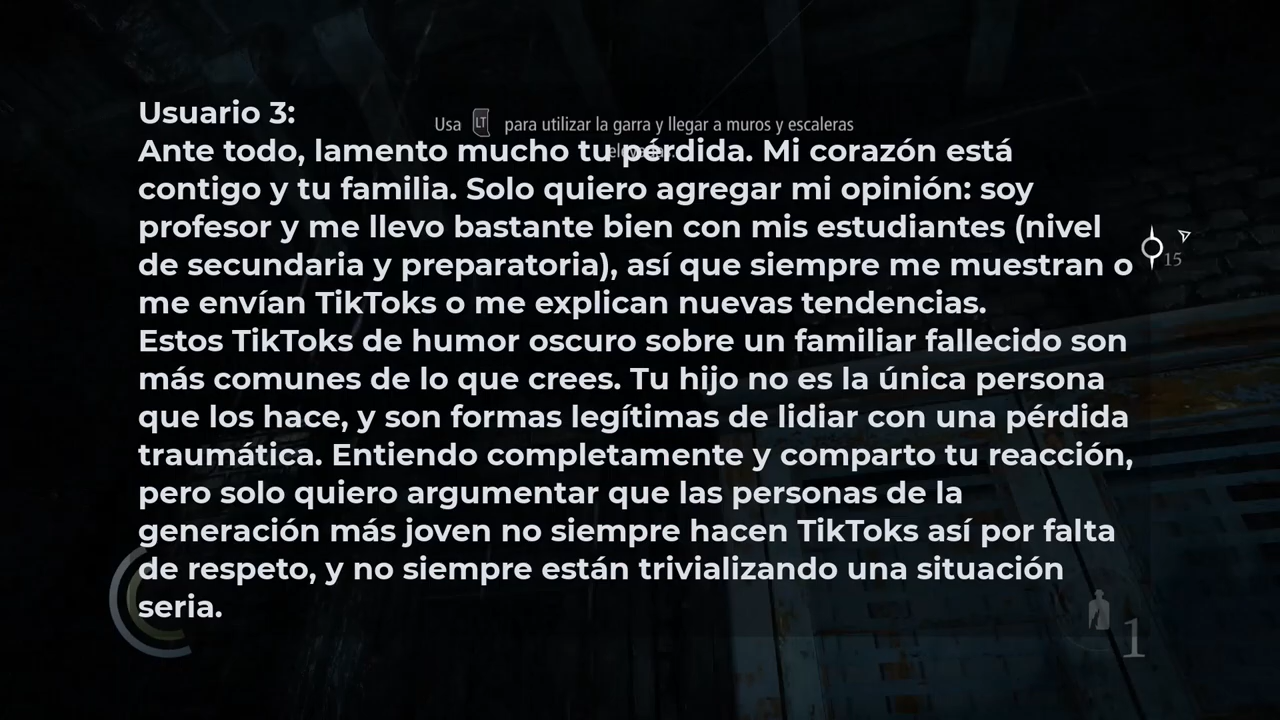 Usuario 3:
Usa LT para utilizar la garra y llegar a muros y escaleras
Ante todo, lamento mucho tu pérdida. Mi corazón está
contigo y tu familia. Solo quiero agregar mi opinión: soy
profesor y me llevo bastante bien con mis estudiantes (nivel
de secundaria y preparatoria), así que siempre me muestran o
15
me envían TikToks o me explican nuevas tendencias.
Estos TikToks de humor oscuro sobre un familiar fallecido son
más comunes de lo que crees. Tu hijo no es la única persona
que los hace, y son formas legítimas de lidiar con una pérdida
traumática. Entiendo completamente y comparto tu reacción,
pero solo quiero argumentar que las personas de la
generación más joven no siempre hacen TikToks así por falta
de respeto, y no siempre están trivializando una situación
seria.
1